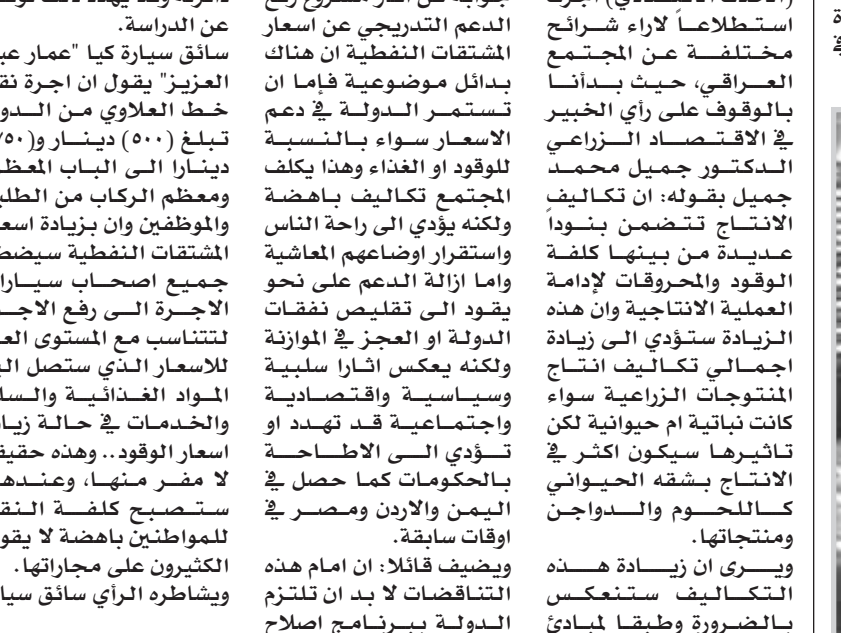 استطلاعاً لاراء شرائح
مختلفة عن المجتمع
العراقي، حيث بدأنا
بالوقوف على رأي الخبير
في الاقتصاد الزراعي
الدكتور جميل محمد
جميل بقوله: ان تكاليف
الانتاج تتضمن بنوداً
عديدة من بينها كلفة
الوقود والمحروقات لإدامة
العملية الانتاجية وان هذه
الزيادة ستؤدي الى زيادة
اجمالي تكاليف انتاج
المنتوجات الزراعية سواء
كانت نباتية ام حيوانية لكن
تاثيرها سيكون اكثر في
الانتاج بشقه الحيواني
كاللحوم والدواجن
ومنتجاتها.
ويرى ان زيادة هذه
التكاليف ستنعكس
بالضرورة وطبقا لمبادئ
الدعم التدريجي عن اسعار
المشتقات النفطية ان هناك
بدائل موضوعية فإما ان
تستمر الدولة في دعم
الاسعار سواء بالنسبة
للوقود او الغذاء وهذا يكلف
المجتمع تكاليف باهضة
ولكنه يؤدي الى راحة الناس
واستقرار اوضاعهم المعاشية
واما ازالة الدعم على نحو
يقود الى تقليص نفقات
الدولة او العجز في الموازنة
ولكنه يعكس اثارا سلبية
وسياسية واقتصادية
واجتماعية قد تهدد او
تؤدي الى الاطاحة
بالحكومات كما حصل في
اليمن والاردن ومصر في
اوقات سابقة.
ويضيف قائلا: ان امام هذه
التناقضات لا بد ان تلتزم
الدولة ببرنامج اصلاح
عن الدراسة.
سائق سيارة كيا "عمار
العزيز" يقول ان اجرة
خط العلاوي من
تبلغ (٥٠٠) دينار
دينارا الى الباب
ومعظم الركاب من
والموظفين وان بزيادة
المشتقات النفطية
جميع اصحاب
الاجرة الى رفع
لتتناسب مع المستوى
للاسعار الذي ستصل
المواد الغذائية
والخدمات في حالة
اسعار الوقود.. وهذه
لا مفر منها،
ستصبح كلفة
للمواطنين باهضة لا
الكثيرون على مجاراتها.
ويشاطره الرأي سائق